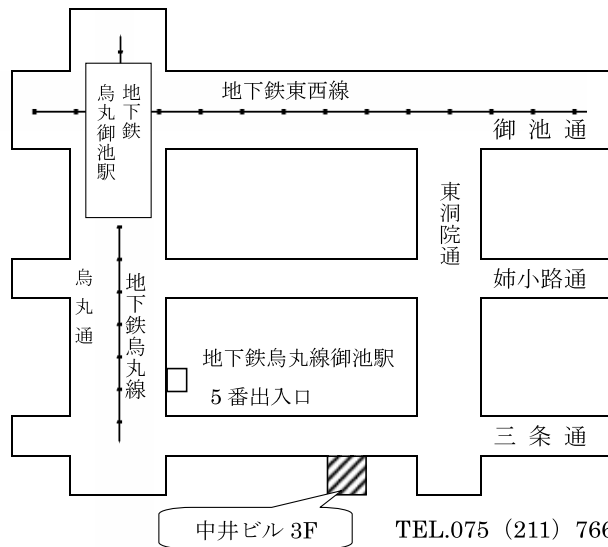 地下鉄東西線
御池通
地下鉄
烏丸御池駅
東洞院通
姉小路通
烏丸通
地下鉄烏丸線
地下鉄烏丸線御池駅
5番出入口
三条通
中井ビル 3F
TEL.075（211）766